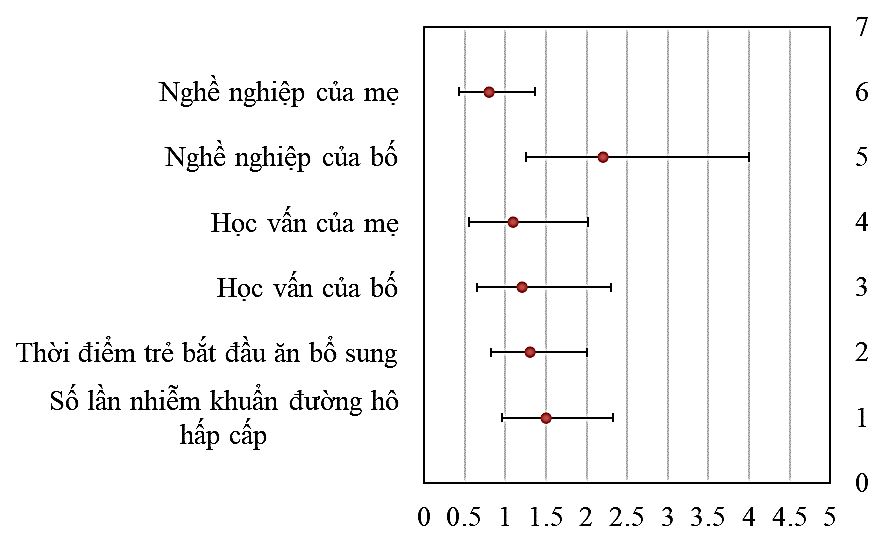 7
Nghề nghiệp của mẹ 6
Nghề nghiệp của bố 5
Học vấn của mẹ 4
Học vấn của bố 3
Thời điểm trẻ bắt đầu ăn bổ sung 2
Số lần nhiễm khuẩn đường hô
hấp cấp
1
0
0 0.5 1 1.5 2 2.5 3 3.5 4 4.5 5